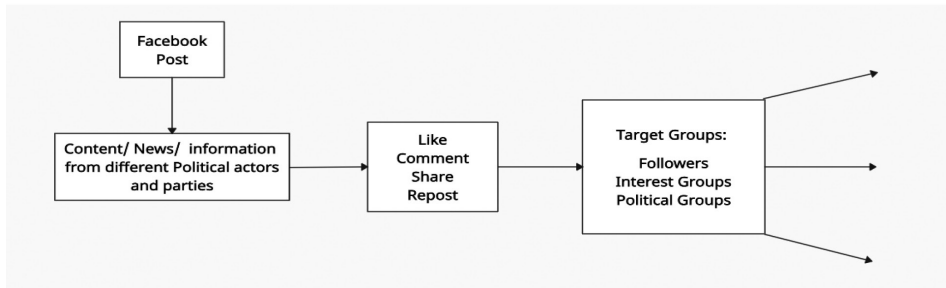 Facebook
Post
Content/ News/ information
from different Political actors
and parties
Like
Comment
Share
Repost
Target Groups:
Followers
Interest Groups
Political Groups